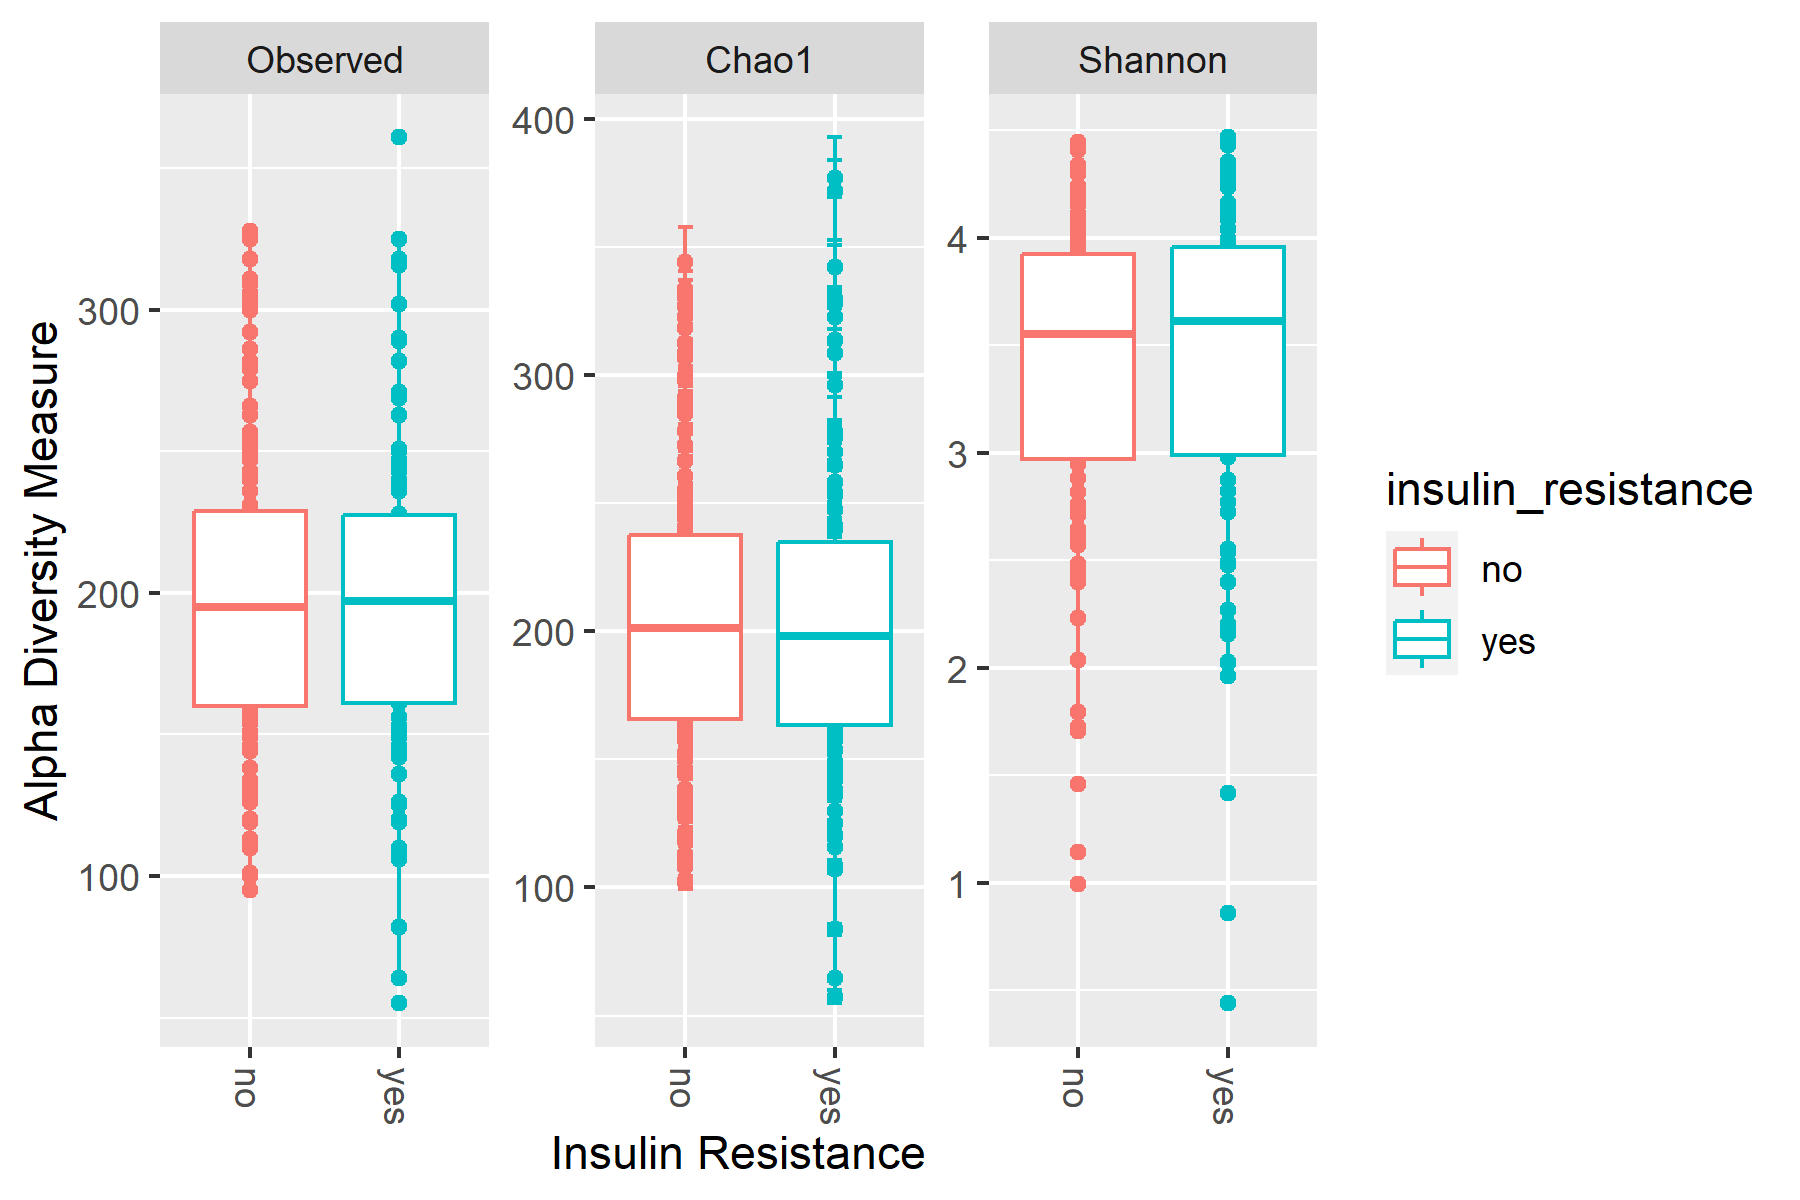 Observed Chao1 Shannon
Alpha Diversity Measure
300
200
100
400
300
200
100
4
3
2
1
no yes no yes no yes
Insulin Resistance
insulin_resistance
no
yes